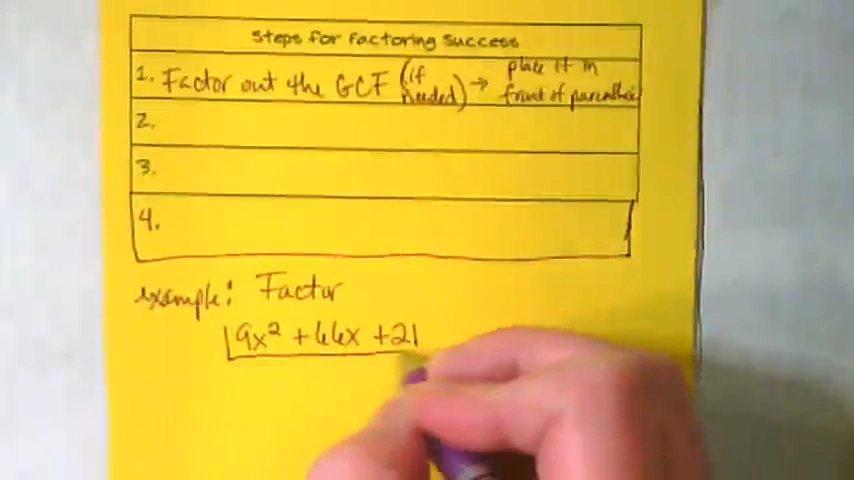 Steps for Factoring Success
1. Factor out the GCF (if needed) → place it in front of parenthesis
2.
3.
4.
example: Factor
9x² + 66x + 21